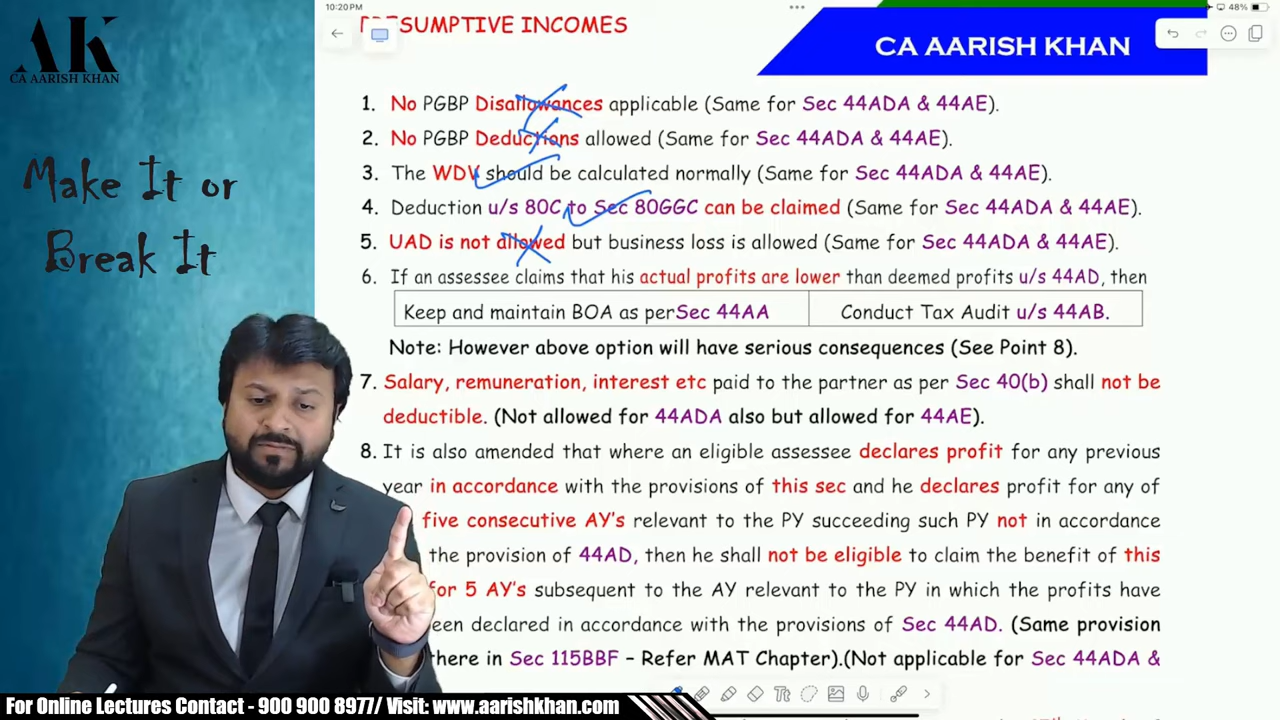 10:20PM
48%
PRESUMPTIVE INCOMES
AK
CA AARISH KHAN
CA AARISH KHAN
Make It or
Break It
1. No PGBP Disallowances applicable (Same for Sec 44ADA & 44AE).
2. No PGBP Deductions allowed (Same for Sec 44ADA & 44AE).
3. The WDV should be calculated normally (Same for Sec 44ADA & 44AE).
4. Deduction u/s 80C to Sec 80GGC can be claimed (Same for Sec 44ADA & 44AE).
5. UAD is not allowed but business loss is allowed (Same for Sec 44ADA & 44AE).
6. If an assessee claims that his actual profits are lower than deemed profits u/s 44AD, then
Keep and maintain BOA as perSec 44AA
Conduct Tax Audit u/s 44AB.
Note: However above option will have serious consequences (See Point 8).
7. Salary, remuneration, interest etc paid to the partner as per Sec 40(b) shall not be
deductible. (Not allowed for 44ADA also but allowed for 44AE).
8. It is also amended that where an eligible assessee declares profit for any previous
year in accordance with the provisions of this sec and he declares profit for any of
five consecutive AY's relevant to the PY succeeding such PY not in accordance
the provision of 44AD, then he shall not be eligible to claim the benefit of this
for 5 AY's subsequent to the AY relevant to the PY in which the profits have
een declared in accordance with the provisions of Sec 44AD. (Same provision
there in Sec 115BBF – Refer MAT Chapter).(Not applicable for Sec 44ADA &
For Online Lectures Contact - 900 900 8977/ Visit: www.aarishkhan.com